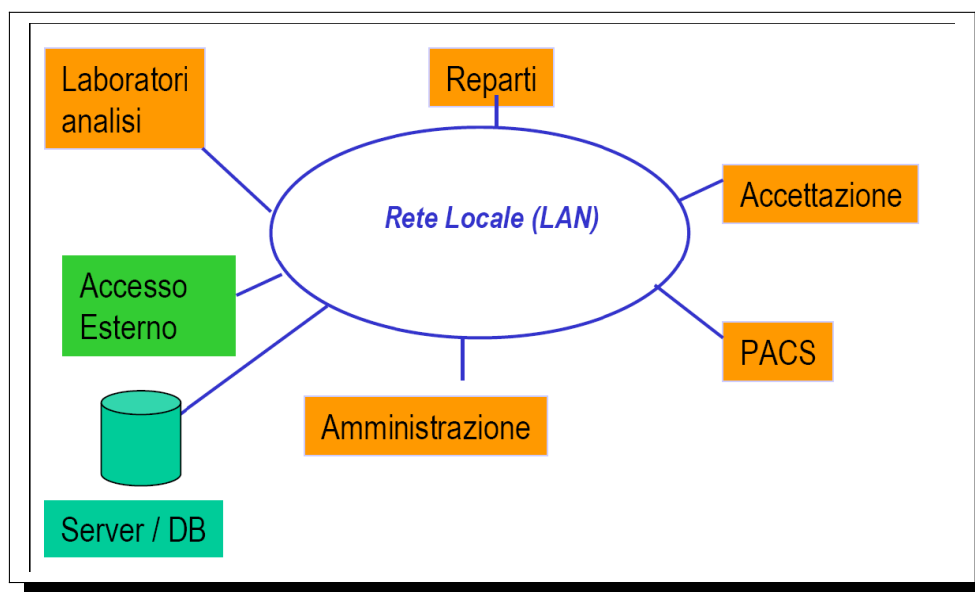 Laboratori
analisi
Reparti
Accettazione
Rete Locale (LAN)
Accesso
Esterno
PACS
Amministrazione
Server / DB